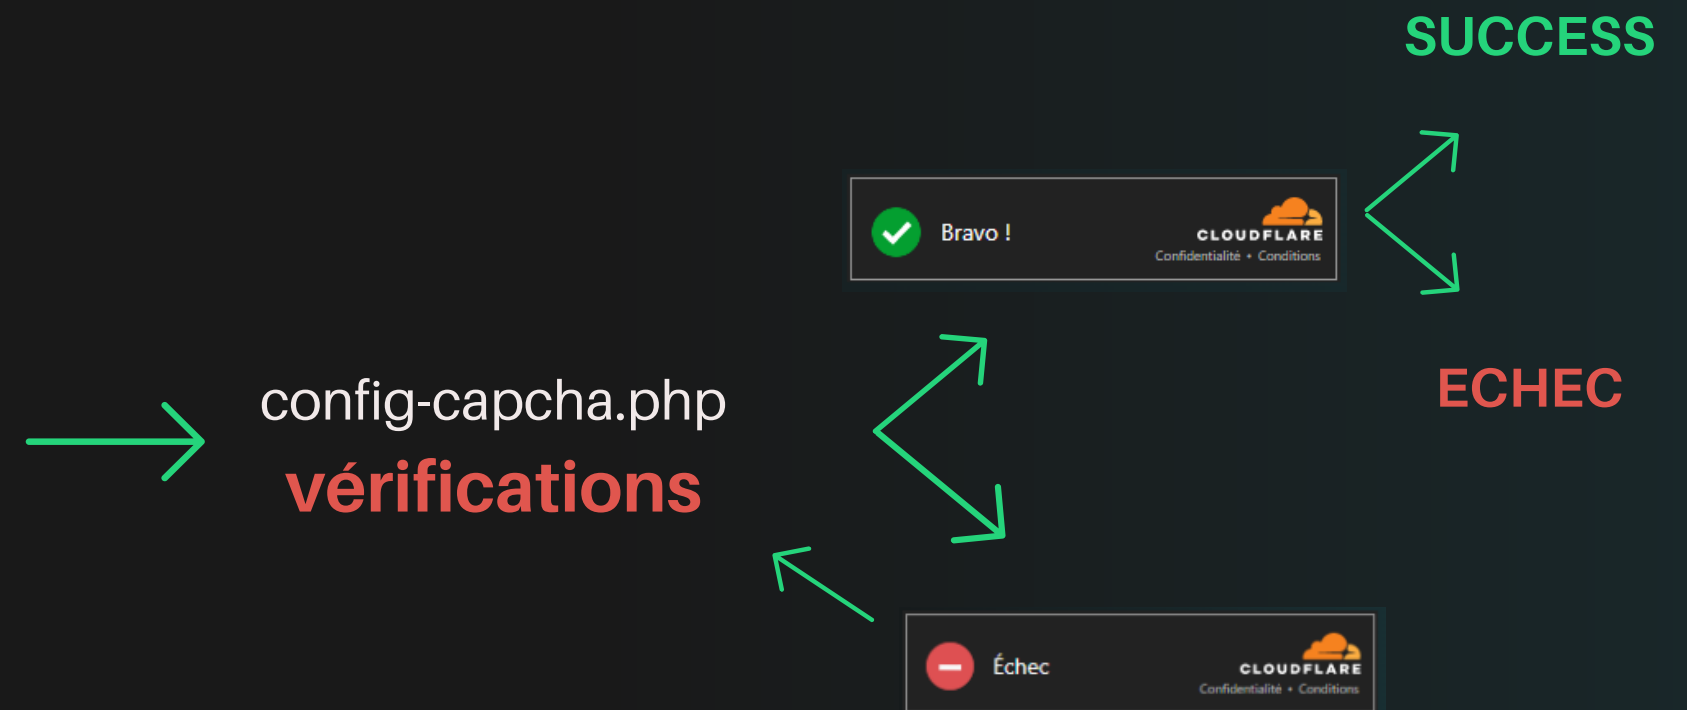 SUCCESS
Bravo !
CLOUDFLARE
Confidentialité • Conditions
ECHEC
config-capcha.php
vérifications
Échec
CLOUDFLARE
Confidentialité • Conditions